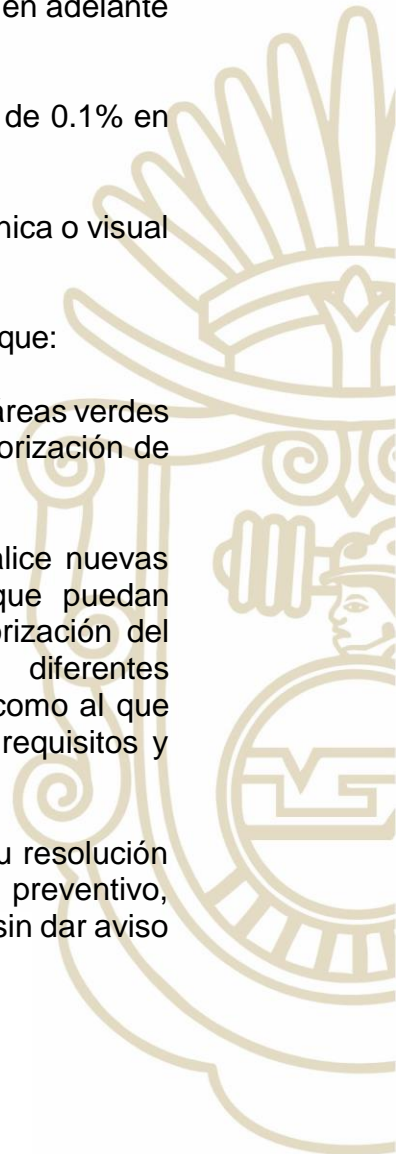 en adelante
de 0.1% en
nica o visual
que:
áreas verdes
orización de
alice nuevas
que puedan
orización del
diferentes
como al que
requisitos y
u resolución
preventivo,
sin dar aviso